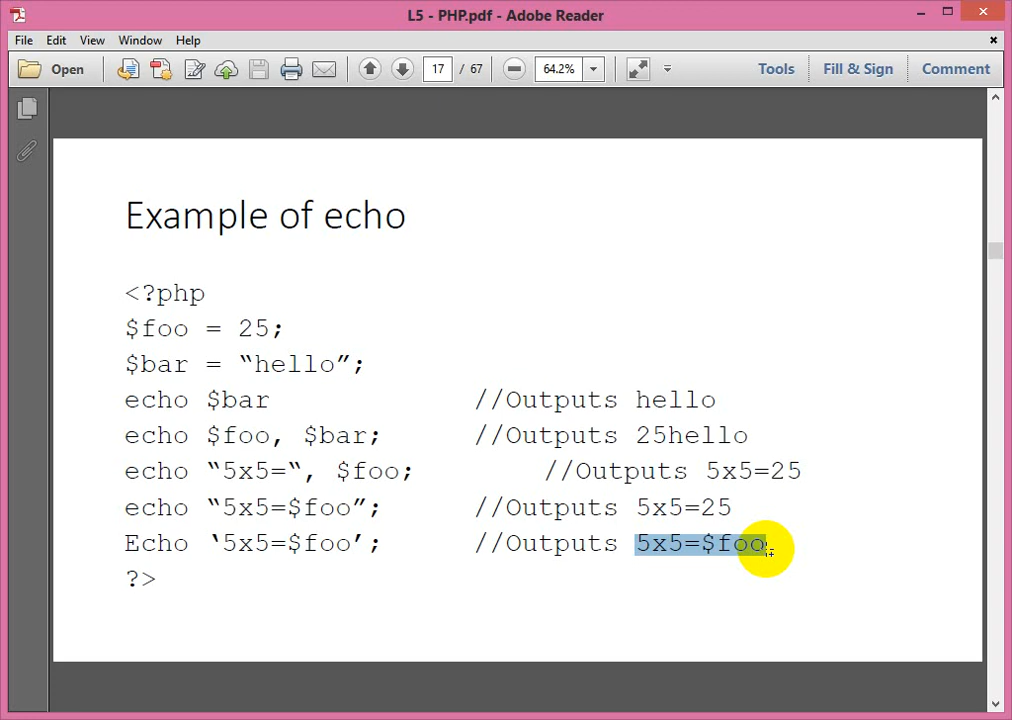 L5 - PHP.pdf - Adobe Reader
File Edit View Window Help
Open 17 / 67 64.2% Tools Fill & Sign Comment
Example of echo
<?php
$foo = 25;
$bar = “hello”;
echo $bar //Outputs hello
echo $foo, $bar; //Outputs 25hello
echo “5x5=“, $foo; //Outputs 5x5=25
echo “5x5=$foo”; //Outputs 5x5=25
Echo ‘5x5=$foo’; //Outputs 5x5=$foo
?>